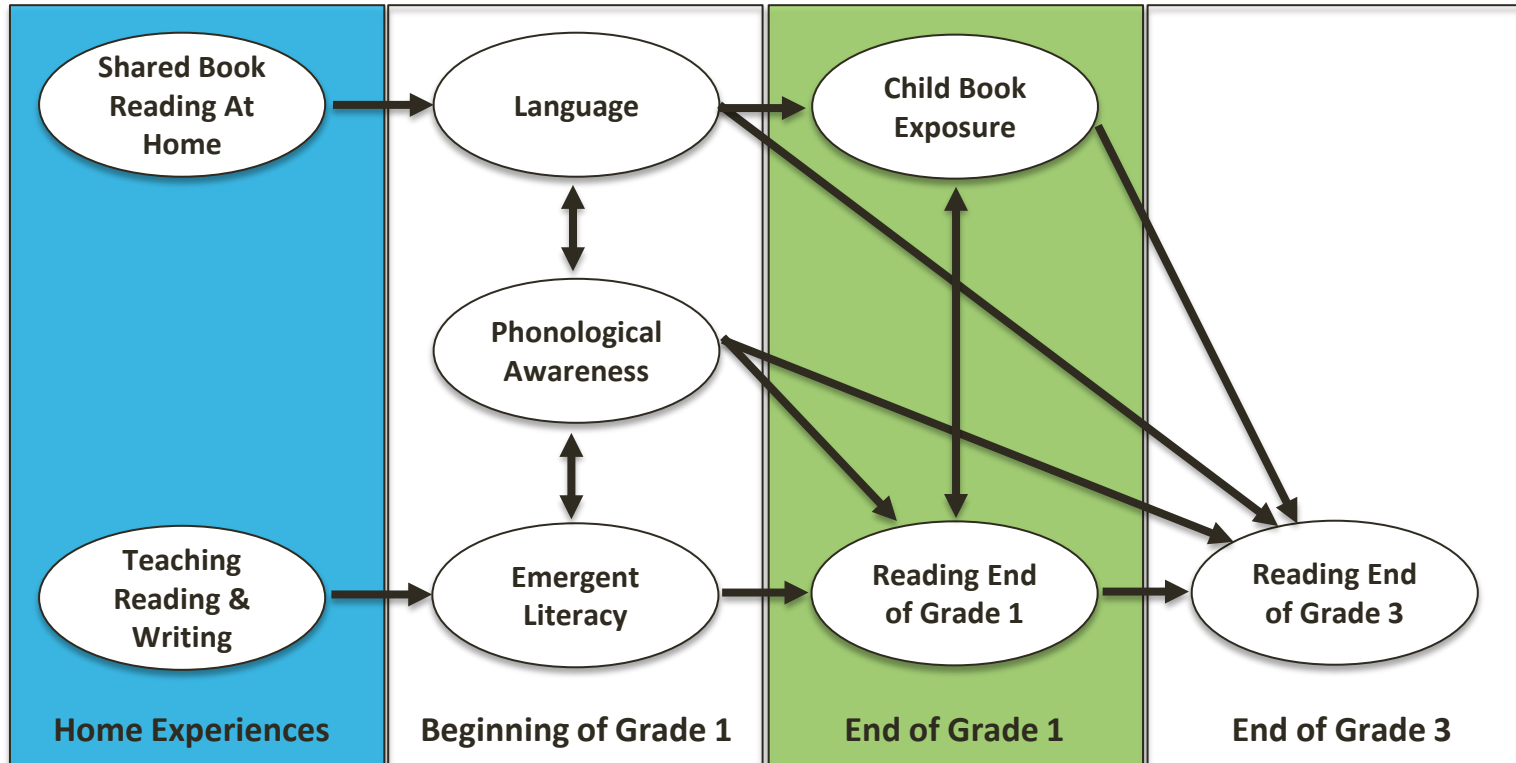 Shared Book
Reading At
Home
Language
Child Book
Exposure
Phonological
Awareness
Teaching
Reading &
Writing
Emergent
Literacy
Reading End
of Grade 1
Reading End
of Grade 3
Home Experiences
Beginning of Grade 1
End of Grade 1
End of Grade 3